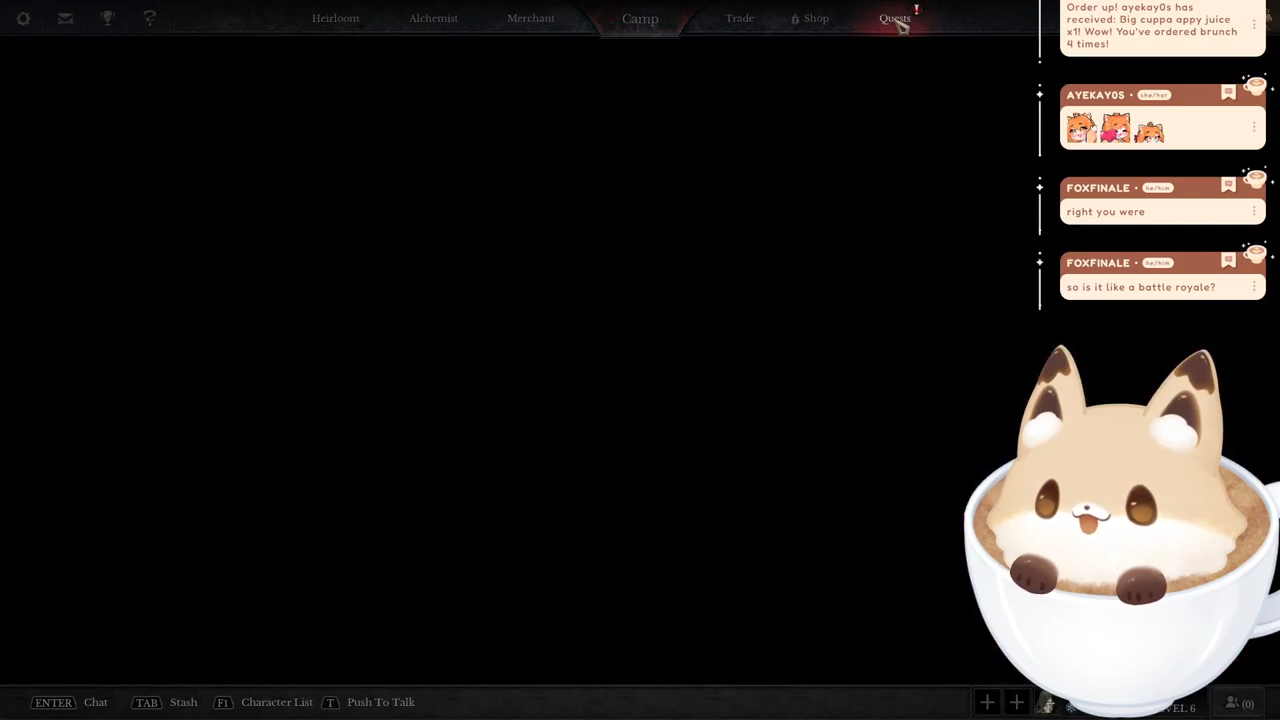 Heirloom
Alchemist
Merchant
Camp
Trade
Shop
Quests
Order up! ayekay0s has
received: Big cuppa appy juice
x1! Wow! You've ordered brunch
4 times!
AYEKAY0S • she/her
FOXFINALE • he/him
right you were
FOXFINALE • he/him
so is it like a battle royale?
ENTER Chat
TAB Stash
F1 Character List
T Push To Talk
6
(0)